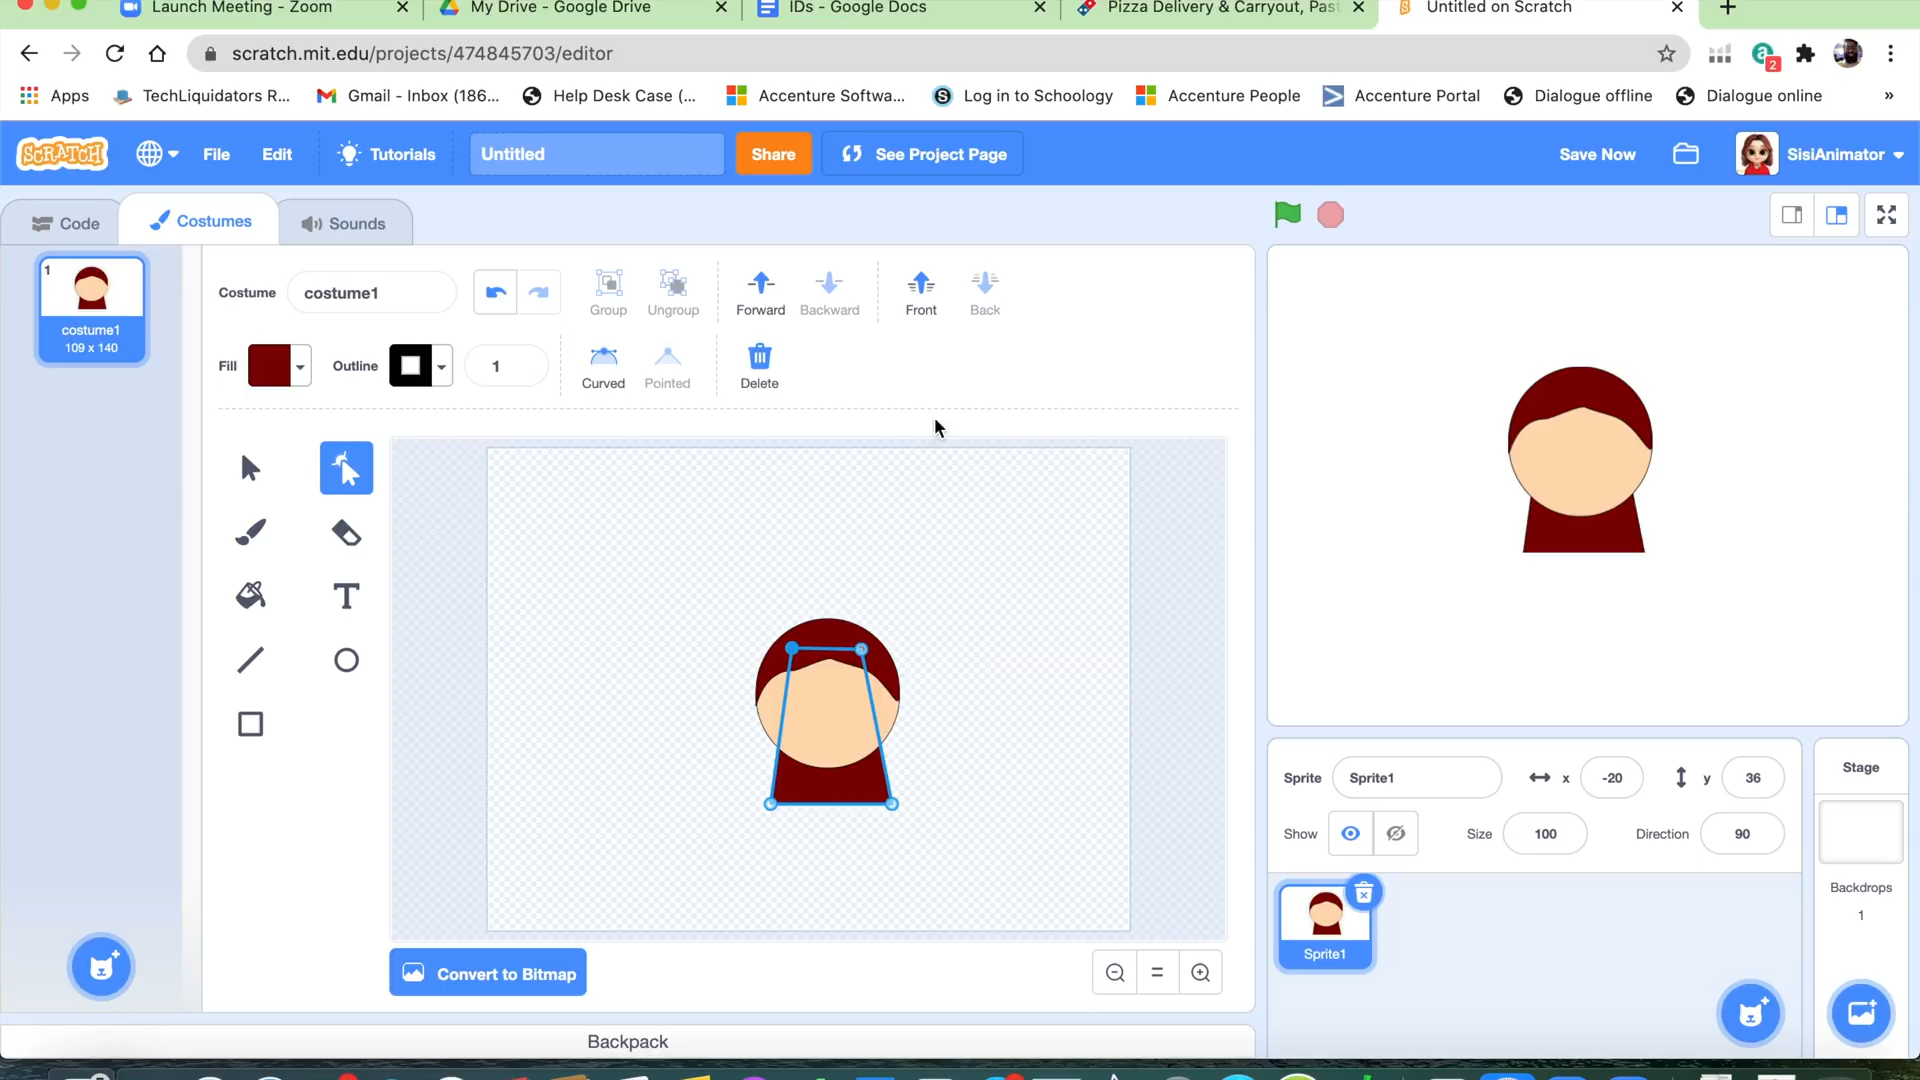 Launch Meeting - Zoom
My Drive - Google Drive
IDs - Google Docs
Pizza Delivery & Carryout, Past
Untitled on Scratch
scratch.mit.edu/projects/474845703/editor
2
Apps
TechLiquidators R...
Gmail - Inbox (186...
Help Desk Case (...
Accenture Softwa...
Log in to Schoology
Accenture People
Accenture Portal
Dialogue offline
Dialogue online
SCRATCH
File
Edit
Tutorials
Untitled
Share
See Project Page
Save Now
SisiAnimator
Code
Costumes
Sounds
1
costume1
109 x 140
Costume
costume1
Group
Ungroup
Forward
Backward
Front
Back
Fill
Outline
1
Curved
Pointed
Delete
T
Convert to Bitmap
Backpack
Sprite
Sprite1
x
-20
y
36
Show
Size
100
Direction
90
Sprite1
Stage
Backdrops
1